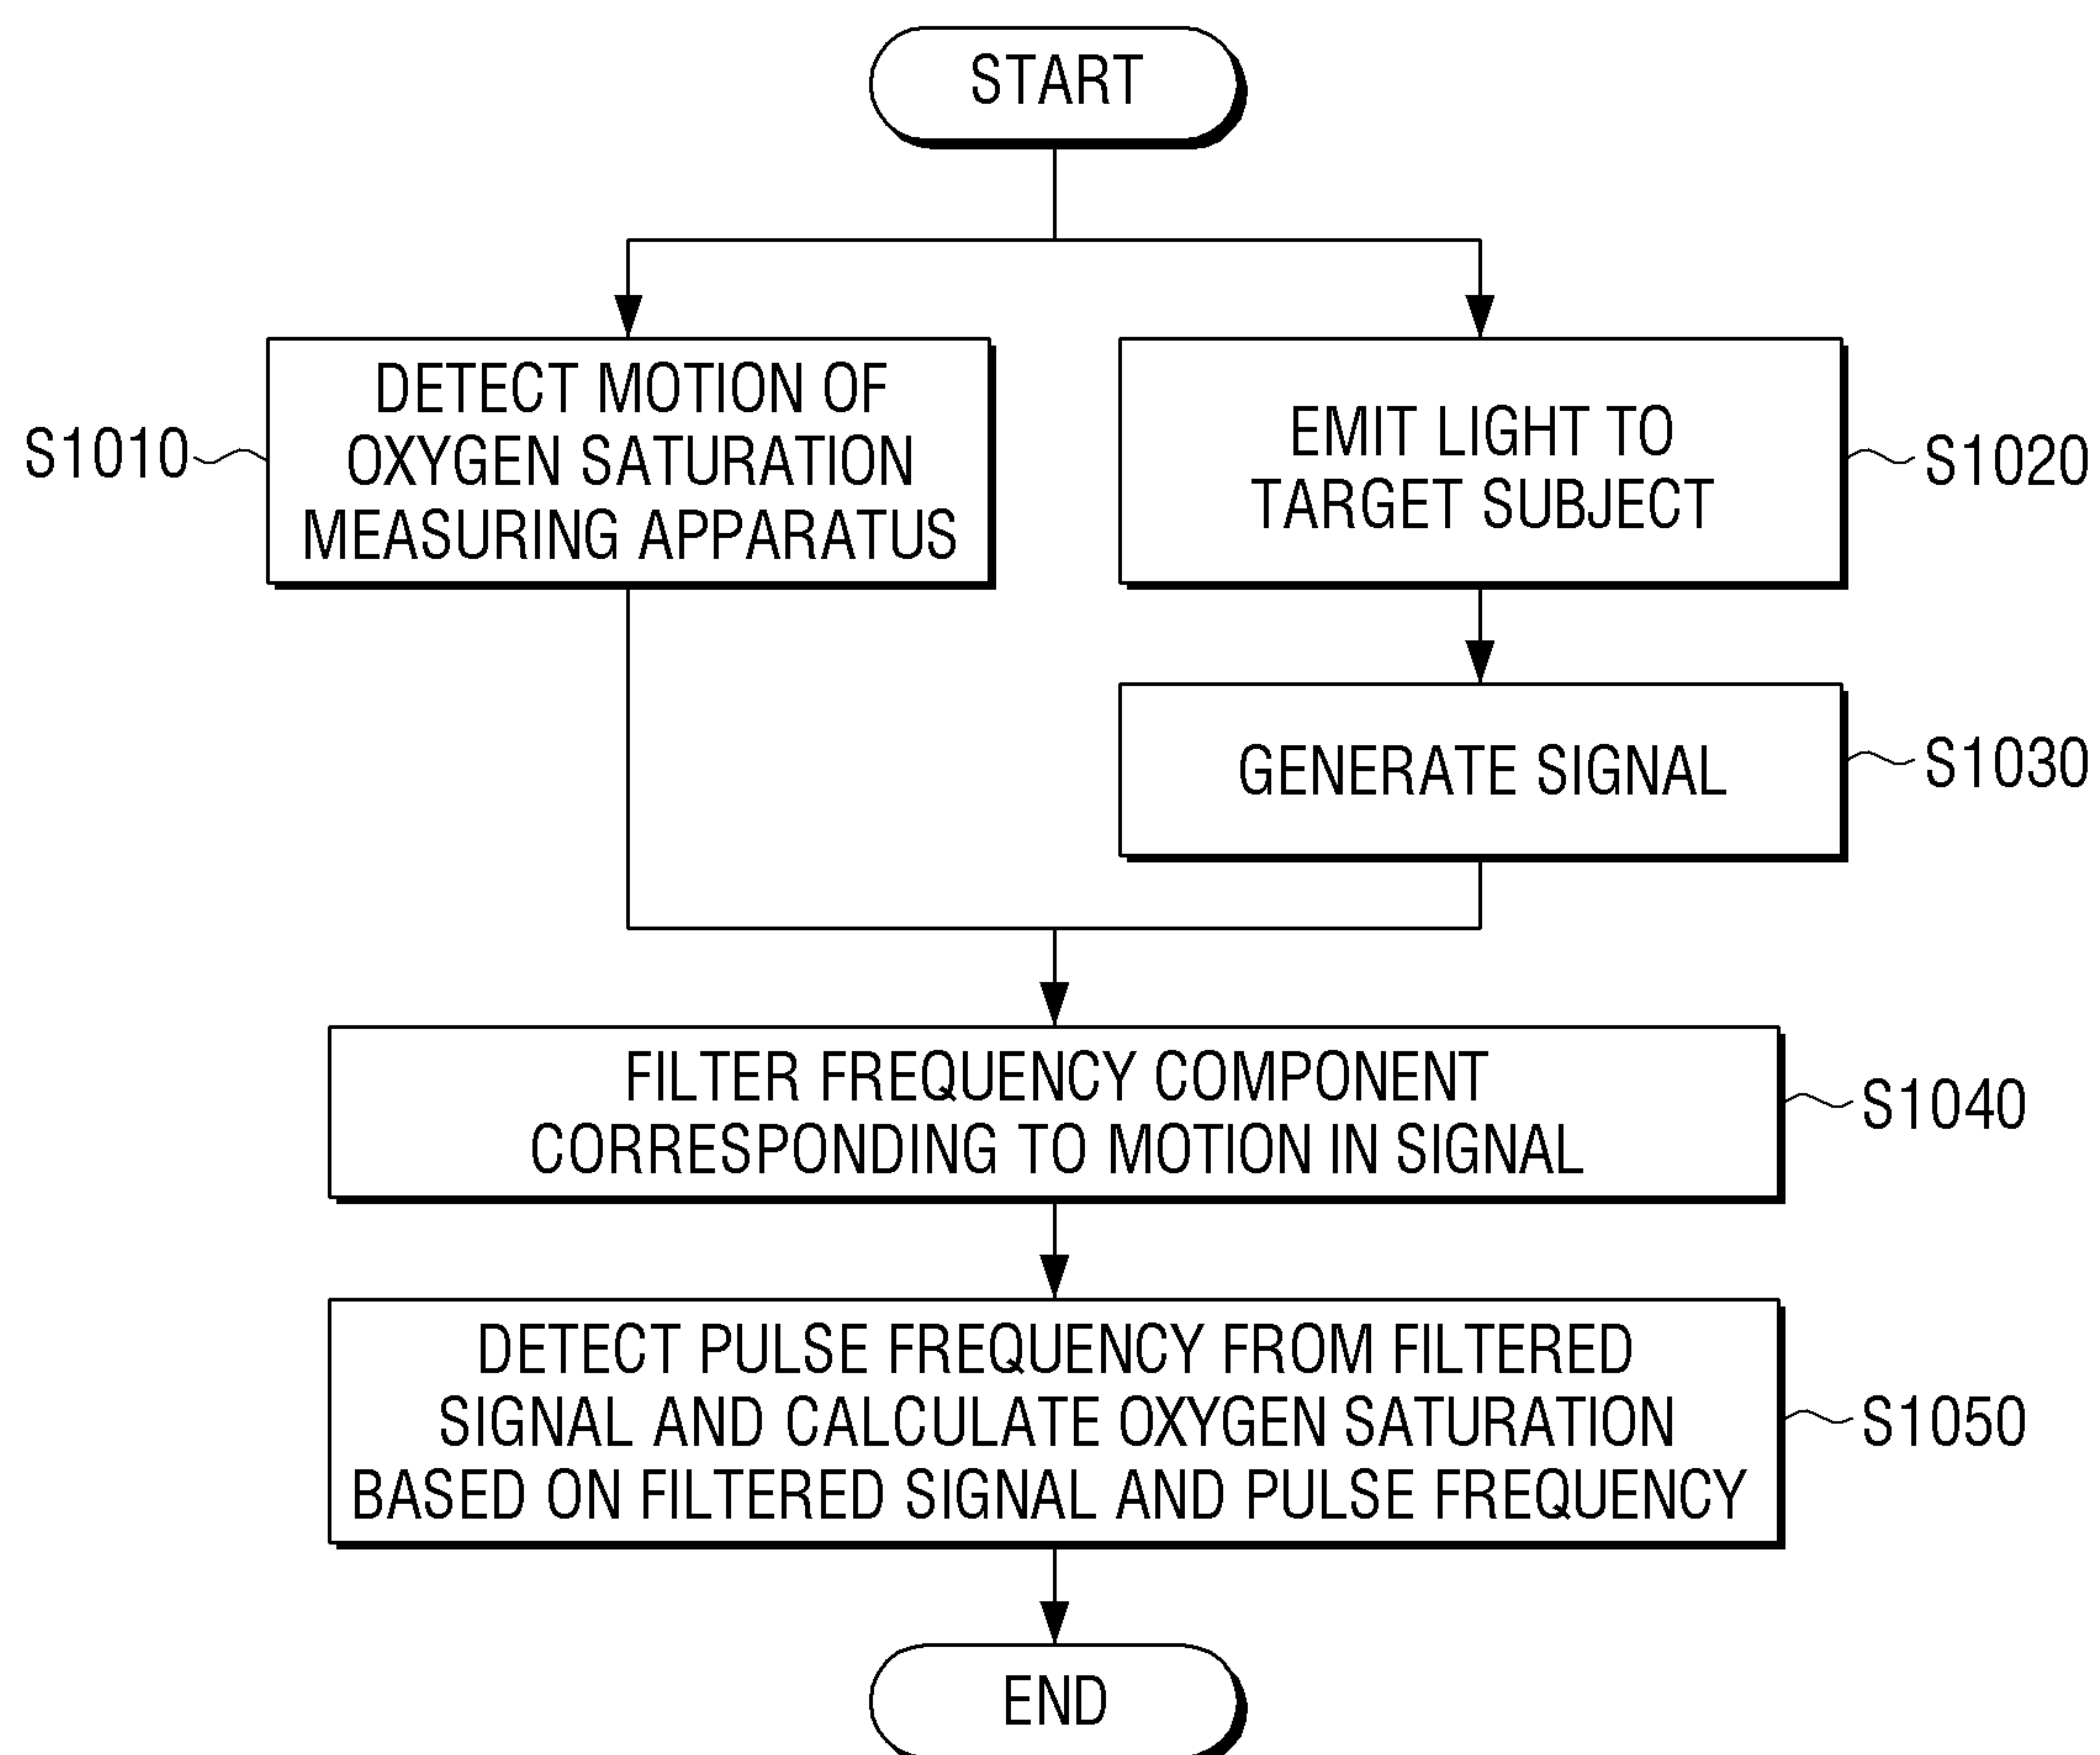 START
DETECT MOTION OF
OXYGEN SATURATION
MEASURING APPARATUS
S1010
EMIT LIGHT TO
TARGET SUBJECT
S1020
GENERATE SIGNAL
S1030
FILTER FREQUENCY COMPONENT
CORRESPONDING TO MOTION IN SIGNAL
S1040
DETECT PULSE FREQUENCY FROM FILTERED
SIGNAL AND CALCULATE OXYGEN SATURATION
BASED ON FILTERED SIGNAL AND PULSE FREQUENCY
S1050
END